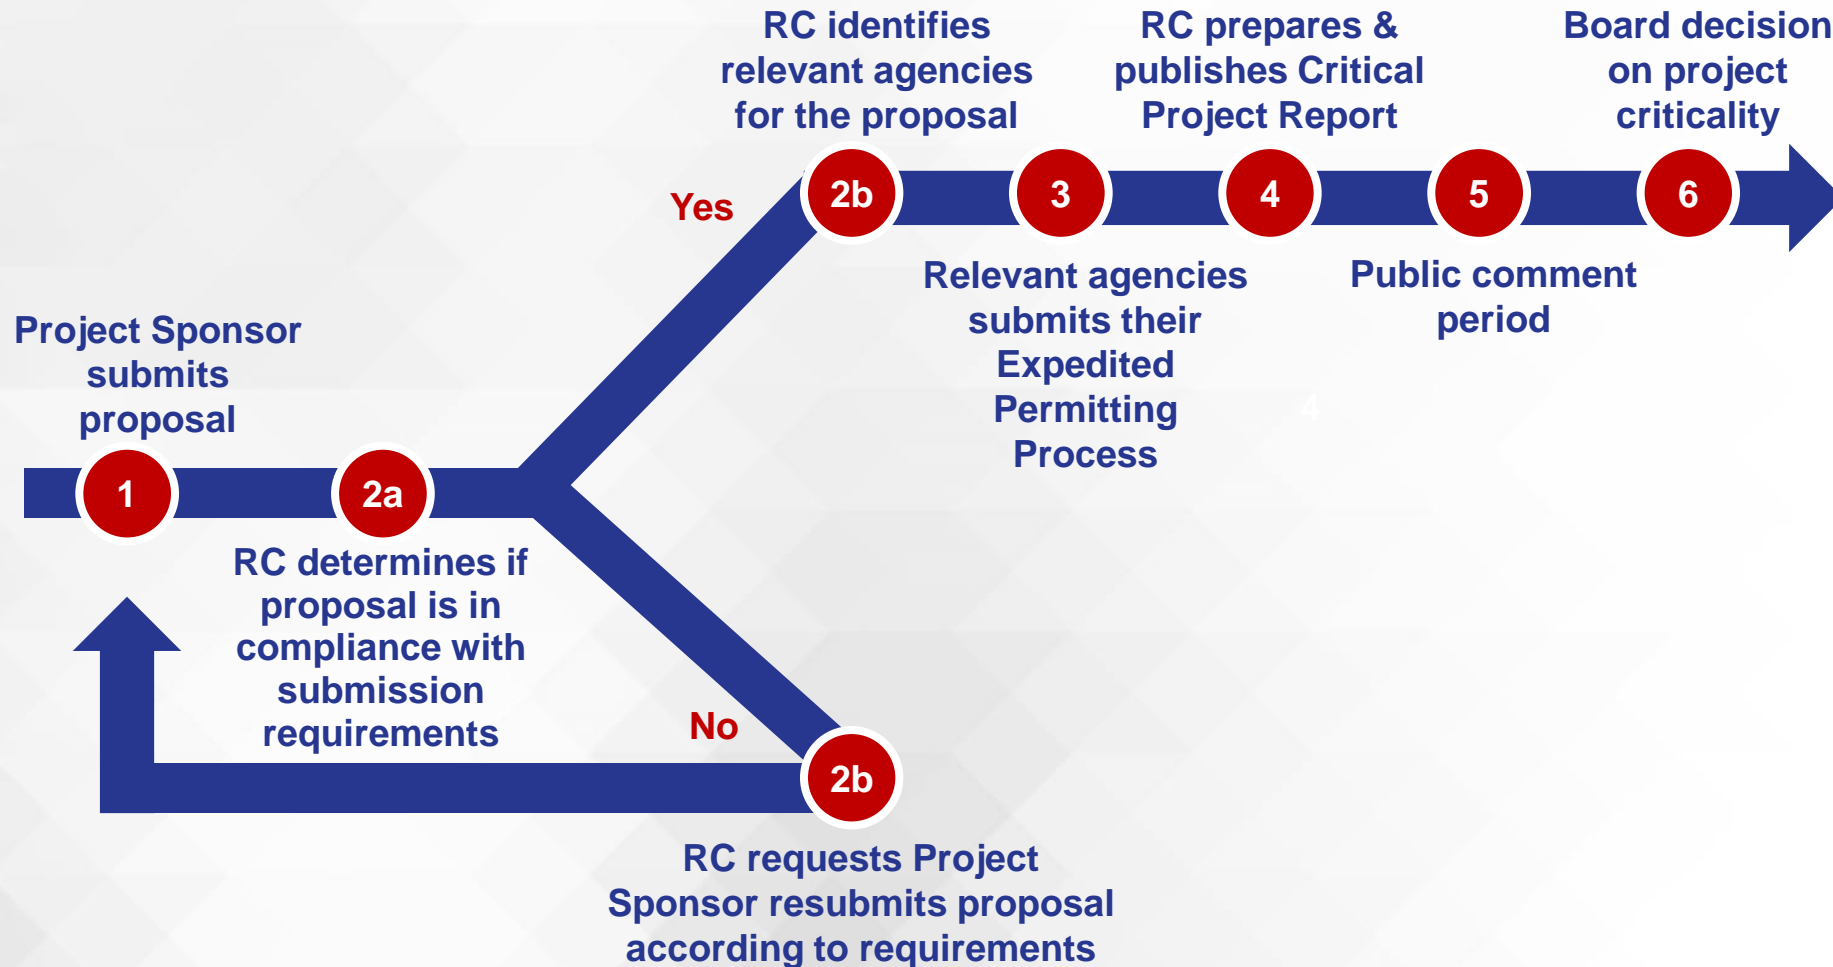 Project Sponsor
submits
proposal
1
2a
RC determines if
proposal is in
compliance with
submission
requirements
Yes
RC identifies
relevant agencies
for the proposal
2b
3
Relevant agencies
submits their
Expedited
Permitting
Process
RC prepares &
publishes Critical
Project Report
4
4
5
Public comment
period
Board decision
on project
criticality
6
No
2b
RC requests Project
Sponsor resubmits proposal
according to requirements